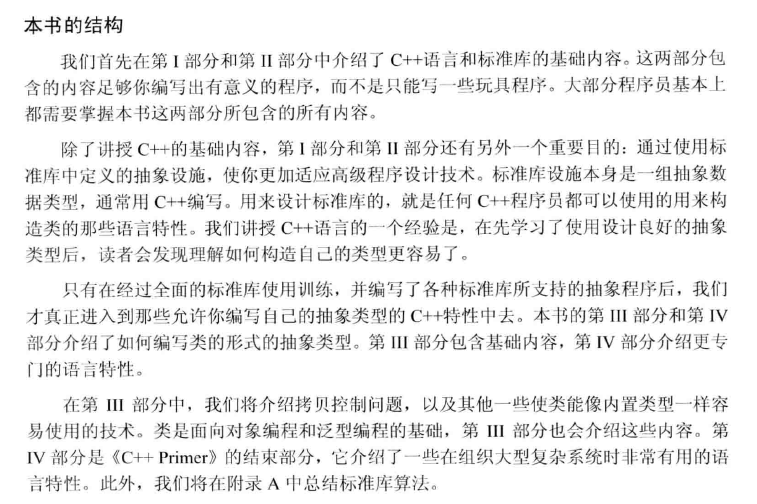 本书的结构
我们首先在第 I 部分和第 II 部分中介绍了 C++语言和标准库的基础内容。这两部分包
含的内容足够你编写出有意义的程序，而不是只能写一些玩具程序。大部分程序员基本上
都需要掌握本书这两部分所包含的所有内容。
除了讲授 C++的基础内容，第 I 部分和第 II 部分还有另外一个重要目的：通过使用标
准库中定义的抽象设施，使你更加适应高级程序设计技术。标准库设施本身是一组抽象数
据类型，通常用 C++编写。用来设计标准库的，就是任何 C++程序员都可以使用的用来构
造类的那些语言特性。我们讲授 C++语言的一个经验是，在先学习了使用设计良好的抽象
类型后，读者会发现理解如何构造自己的类型更容易了。
只有在经过全面的标准库使用训练，并编写了各种标准库所支持的抽象程序后，我们
才真正进入到那些允许你编写自己的抽象类型的 C++特性中去。本书的第 III 部分和第 IV
部分介绍了如何编写类的形式的抽象类型。第 III 部分包含基础内容，第 IV 部分介绍更专
门的语言特性。
在第 III 部分中，我们将介绍拷贝控制问题，以及其他一些使类能像内置类型一样容
易使用的技术。类是面向对象编程和泛型编程的基础，第 III 部分也会介绍这些内容。第
IV 部分是《C++ Primer》的结束部分，它介绍了一些在组织大型复杂系统时非常有用的语
言特性。此外，我们将在附录 A 中总结标准库算法。